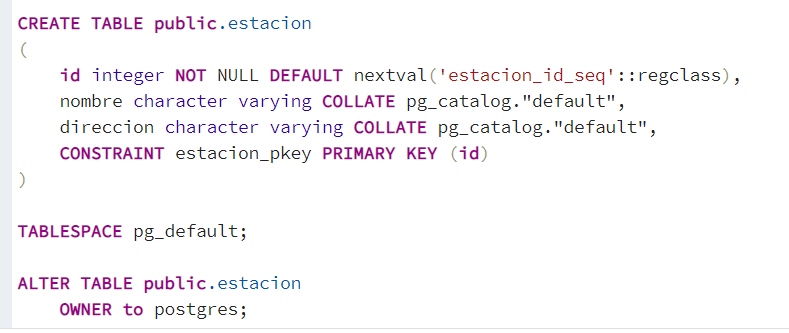 CREATE TABLE public.estacion
(
    id integer NOT NULL DEFAULT nextval('estacion_id_seq'::regclass),
    nombre character varying COLLATE pg_catalog."default",
    direccion character varying COLLATE pg_catalog."default",
    CONSTRAINT estacion_pkey PRIMARY KEY (id)
)
TABLESPACE pg_default;
ALTER TABLE public.estacion
    OWNER to postgres;